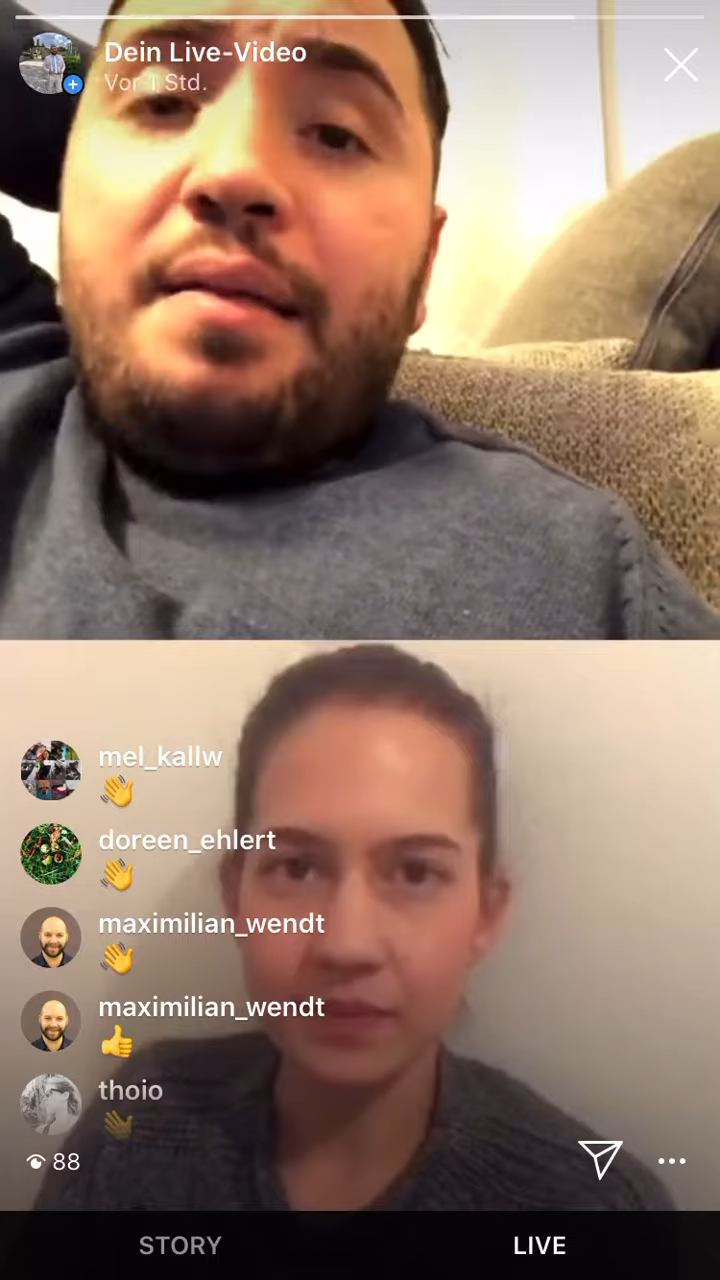 Dein Live-Video
Vor 1 Std.
mel_kallw
👋
doreen_ehlert
👋
maximilian_wendt
👋
maximilian_wendt
👍
thoio
👋
88
STORY LIVE